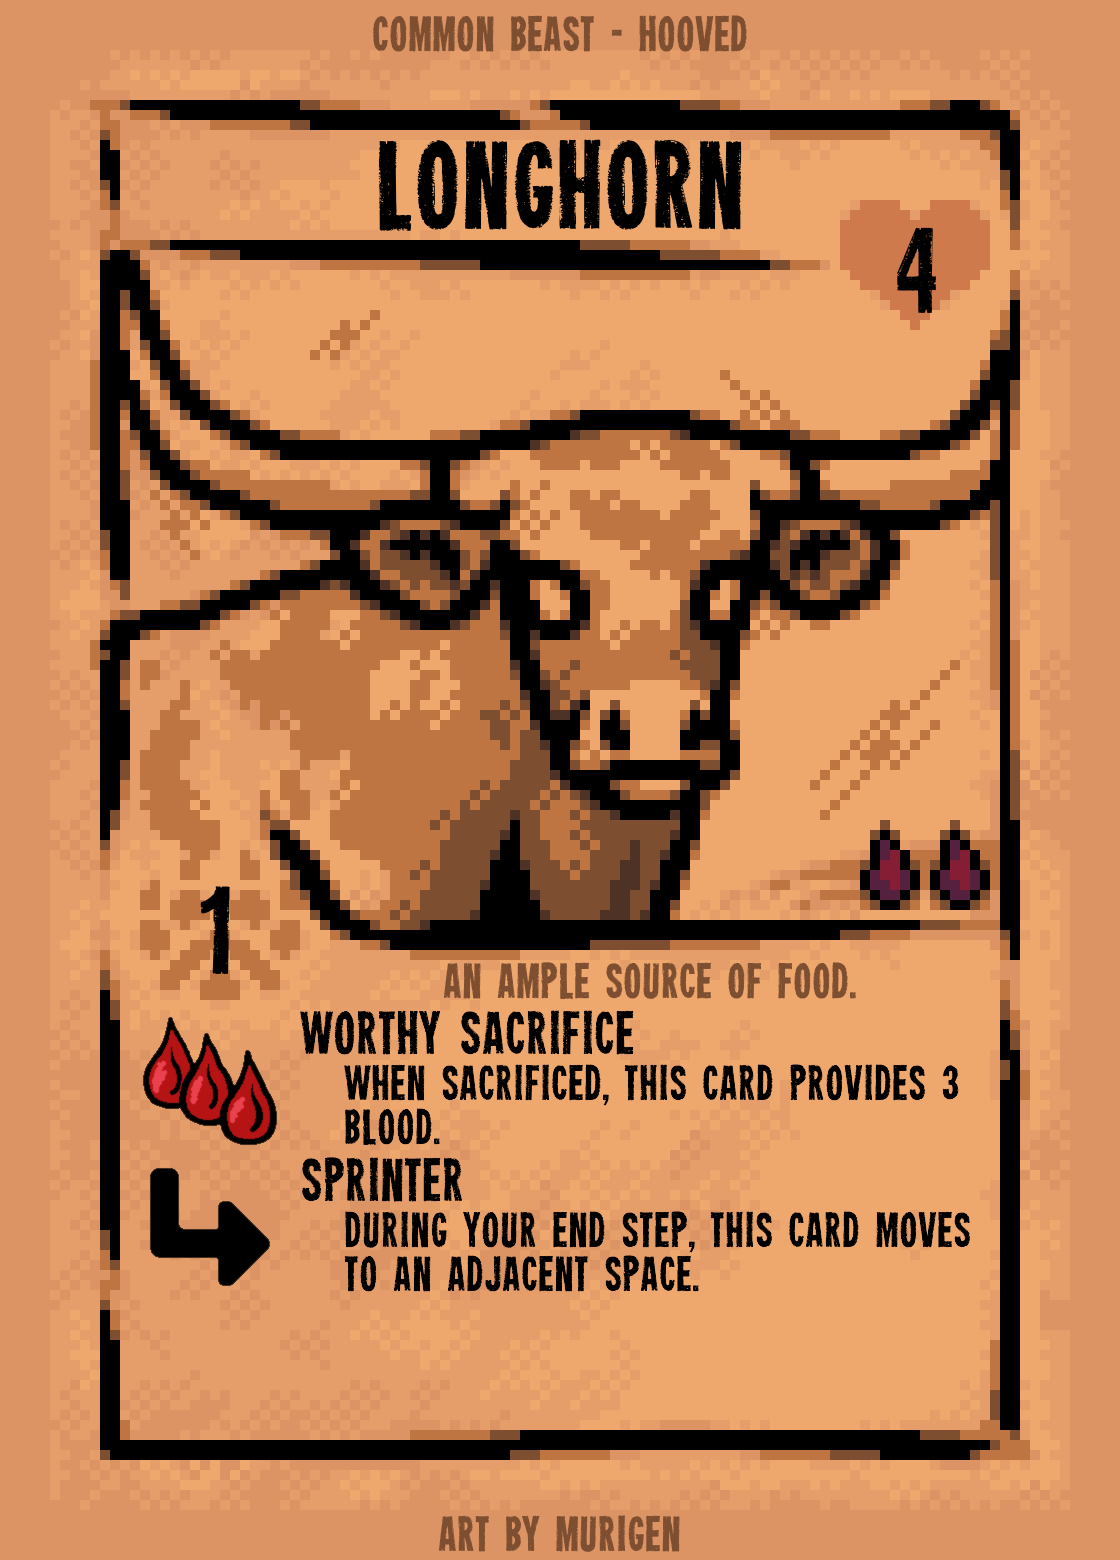 COMMON BEAST - HOOVED
LONGHORN
4
1
AN AMPLE SOURCE OF FOOD.
WORTHY SACRIFICE
WHEN SACRIFICED, THIS CARD PROVIDES 3
BLOOD.
SPRINTER
DURING YOUR END STEP, THIS CARD MOVES
TO AN ADJACENT SPACE.
ART BY MURIGEN